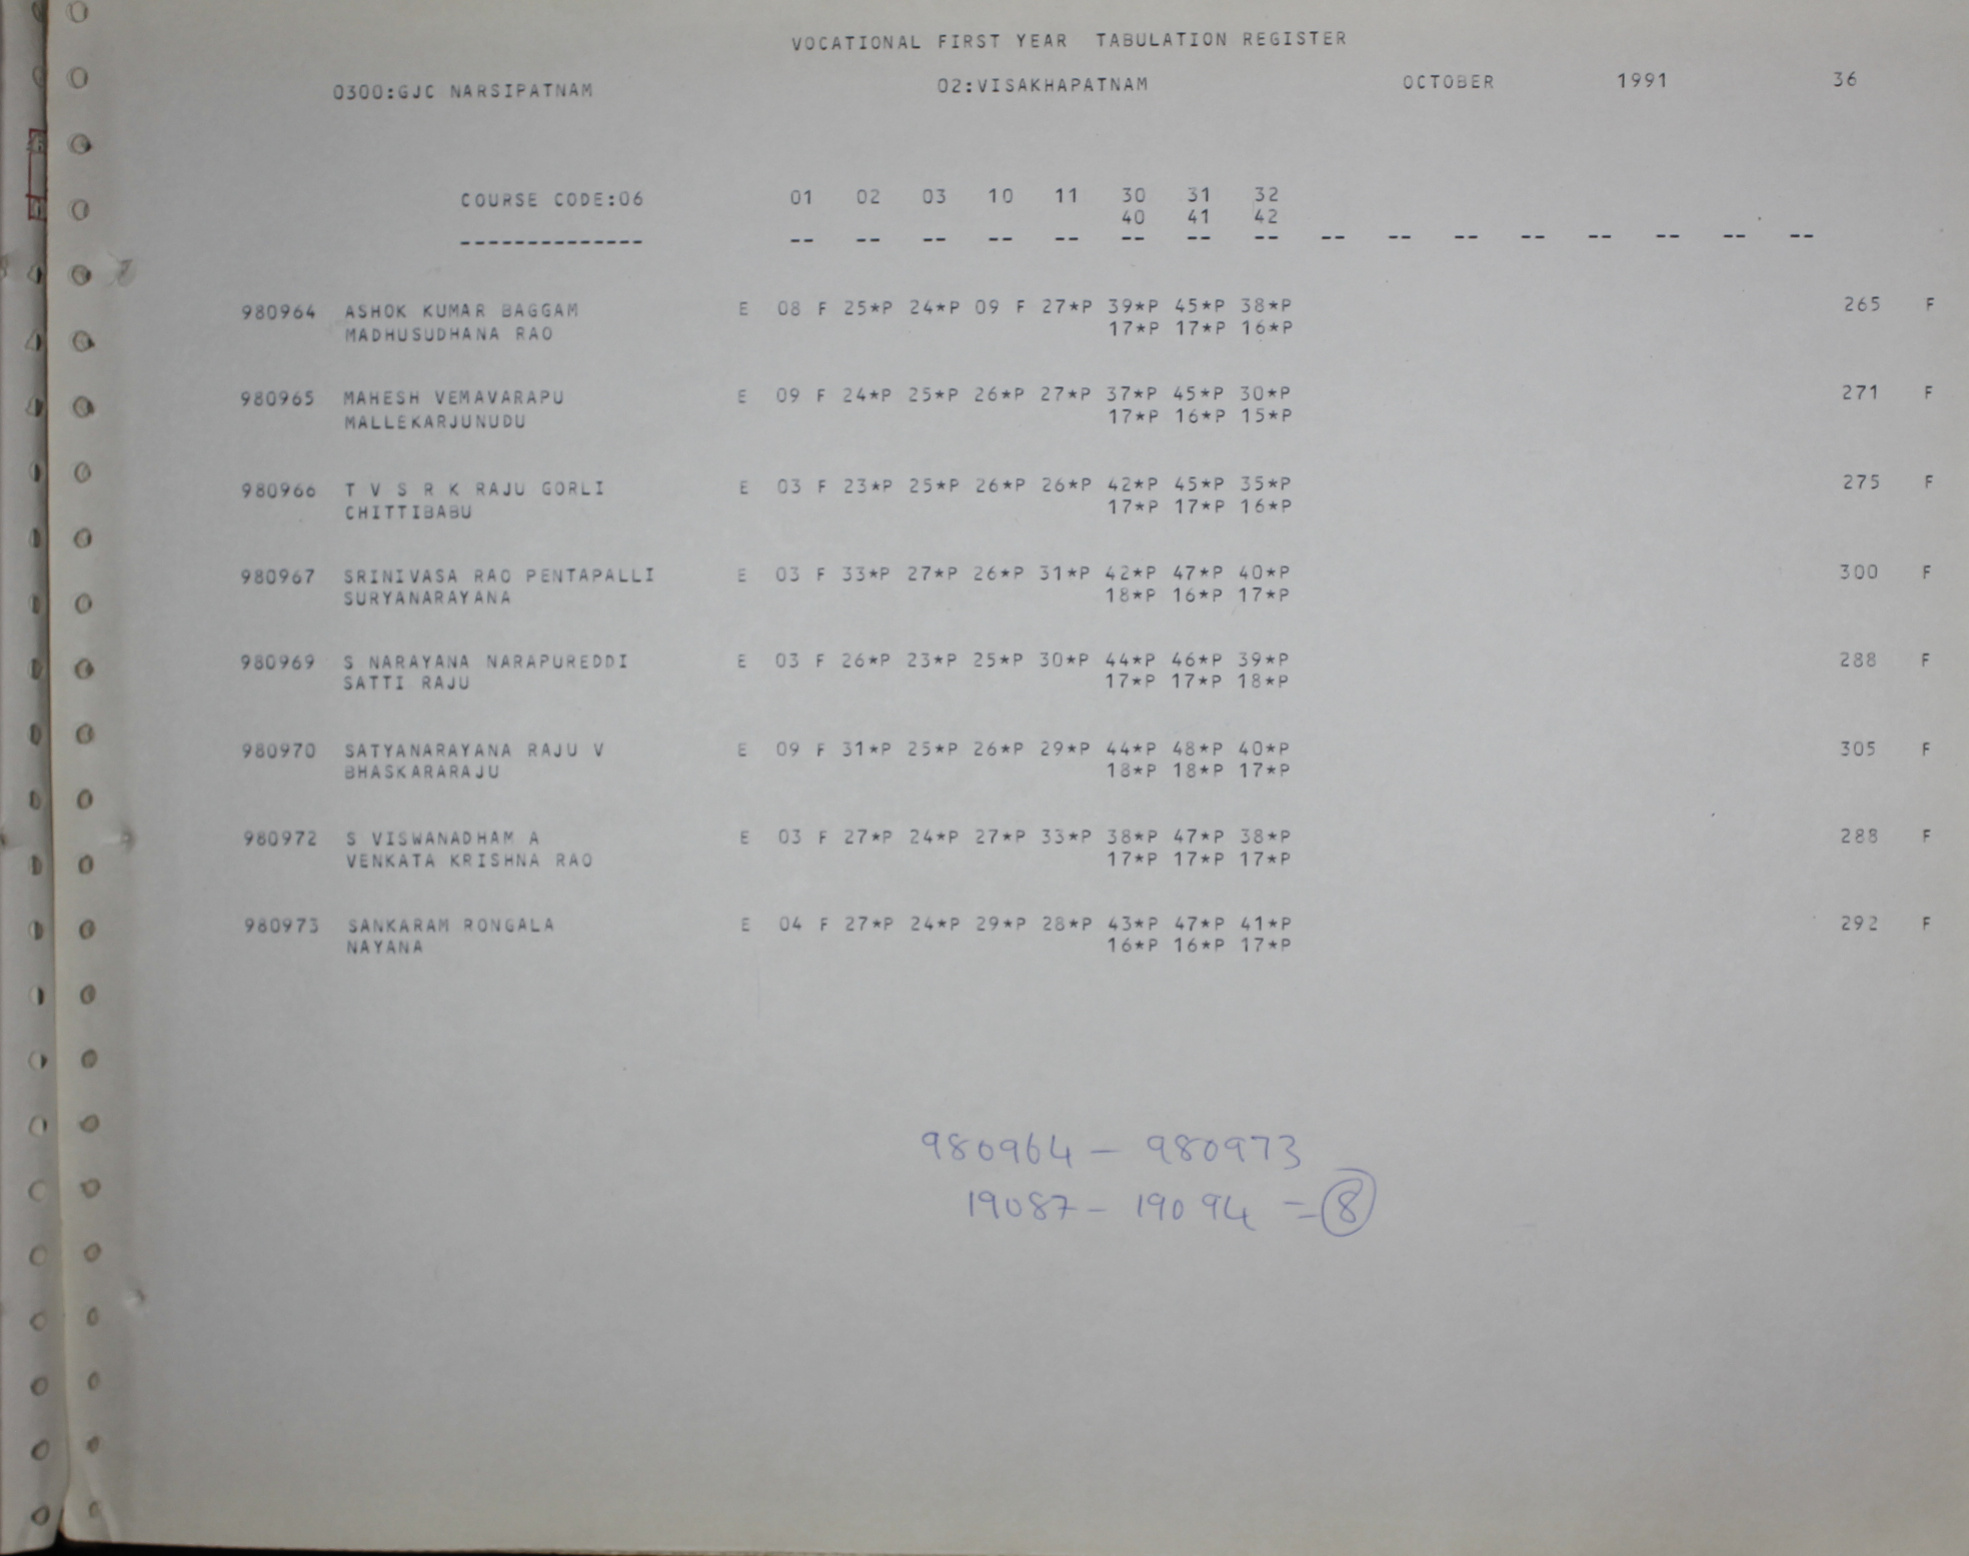 VOCATIONAL FIRST YEAR TABULATION REGISTER
0300:GJC NARSIPATNAM 02:VISAKHAPATNAM OCTOBER 1991 36
COURSE CODE:06 01 02 03 10 11 30 31 32
40 41 42
-------------- -- -- -- -- -- -- -- -- -- -- -- -- -- -- -- --
980964 ASHOK KUMAR BAGGAM E 08 F 25*P 24*P 09 F 27*P 39*P 45*P 38*P 265 F
MADHUSUDHANA RAO 17*P 17*P 16*P
980965 MAHESH VEMAVARAPU E 09 F 24*P 25*P 26*P 27*P 37*P 45*P 30*P 271 F
MALLEKARJUNUDU 17*P 16*P 15*P
980966 T V S R K RAJU GORLI E 03 F 23*P 25*P 26*P 26*P 42*P 45*P 35*P 275 F
CHITTIBABU 17*P 17*P 16*P
980967 SRINIVASA RAO PENTAPALLI E 03 F 33*P 27*P 26*P 31*P 42*P 47*P 40*P 300 F
SURYANARAYANA 18*P 16*P 17*P
980969 S NARAYANA NARAPUREDDI E 03 F 26*P 23*P 25*P 30*P 44*P 46*P 39*P 288 F
SATTI RAJU 17*P 17*P 18*P
980970 SATYANARAYANA RAJU V E 09 F 31*P 25*P 26*P 29*P 44*P 48*P 40*P 305 F
BHASKARARAJU 18*P 18*P 17*P
980972 S VISWANADHAM A E 03 F 27*P 24*P 27*P 33*P 38*P 47*P 38*P 288 F
VENKATA KRISHNA RAO 17*P 17*P 17*P
980973 SANKARAM RONGALA E 04 F 27*P 24*P 29*P 28*P 43*P 47*P 41*P 292 F
NAYANA 16*P 16*P 17*P
980964 – 980973
19087 – 19094 = 8